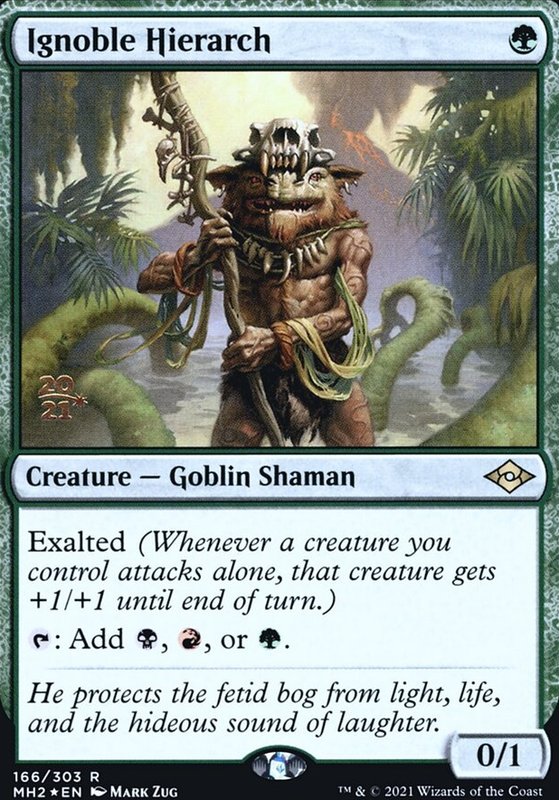 Ignoble Hierarch
20
21*
Creature — Goblin Shaman
Exalted (Whenever a creature you
control attacks alone, that creature gets
+1/+1 until end of turn.)
: Add , , or .
He protects the fetid bog from light, life,
and the hideous sound of laughter.
0/1
166/303 R
MH2★EN Mark Zug
™ & © 2021 Wizards of the Coast